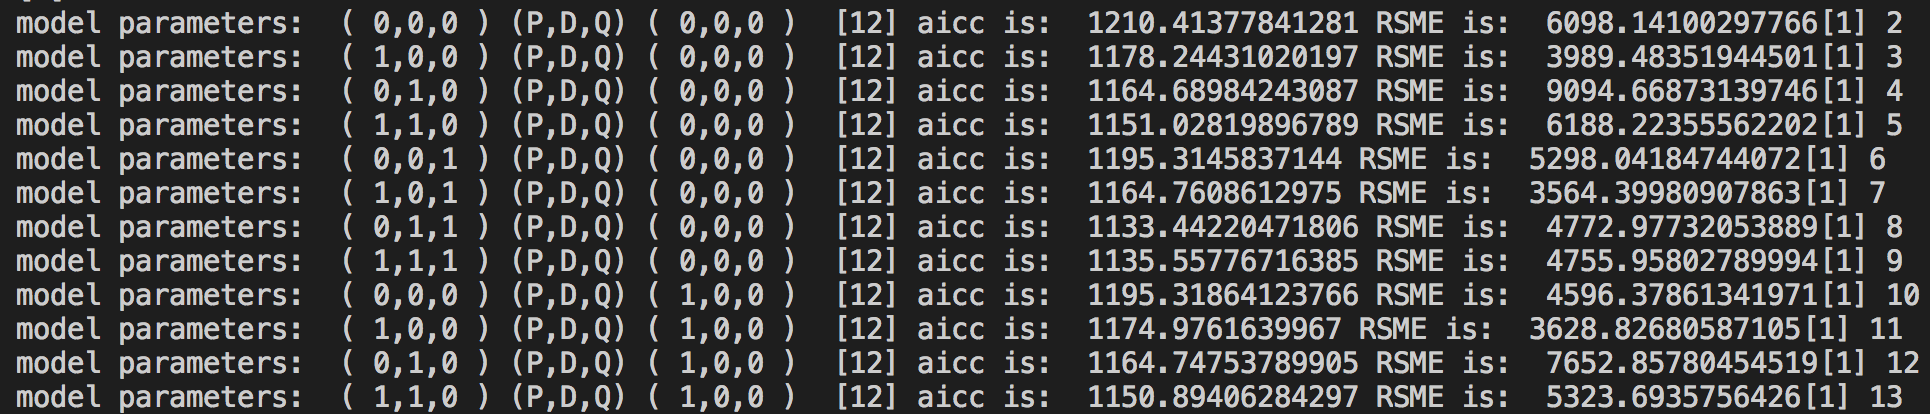 model parameters:  ( 0,0,0 ) (P,D,Q) ( 0,0,0 )  [12] aicc is:  1210.41377841281 RSME is:  6098.14100297766[1] 2
model parameters:  ( 1,0,0 ) (P,D,Q) ( 0,0,0 )  [12] aicc is:  1178.24431020197 RSME is:  3989.48351944501[1] 3
model parameters:  ( 0,1,0 ) (P,D,Q) ( 0,0,0 )  [12] aicc is:  1164.68984243087 RSME is:  9094.66873139746[1] 4
model parameters:  ( 1,1,0 ) (P,D,Q) ( 0,0,0 )  [12] aicc is:  1151.02819896789 RSME is:  6188.22355562202[1] 5
model parameters:  ( 0,0,1 ) (P,D,Q) ( 0,0,0 )  [12] aicc is:  1195.3145837144 RSME is:  5298.04184744072[1] 6
model parameters:  ( 1,0,1 ) (P,D,Q) ( 0,0,0 )  [12] aicc is:  1164.7608612975 RSME is:  3564.39980907863[1] 7
model parameters:  ( 0,1,1 ) (P,D,Q) ( 0,0,0 )  [12] aicc is:  1133.44220471806 RSME is:  4772.97732053889[1] 8
model parameters:  ( 1,1,1 ) (P,D,Q) ( 0,0,0 )  [12] aicc is:  1135.55776716385 RSME is:  4755.95802789994[1] 9
model parameters:  ( 0,0,0 ) (P,D,Q) ( 1,0,0 )  [12] aicc is:  1195.31864123766 RSME is:  4596.37861341971[1] 10
model parameters:  ( 1,0,0 ) (P,D,Q) ( 1,0,0 )  [12] aicc is:  1174.9761639967 RSME is:  3628.82680587105[1] 11
model parameters:  ( 0,1,0 ) (P,D,Q) ( 1,0,0 )  [12] aicc is:  1164.74753789905 RSME is:  7652.85780454519[1] 12
model parameters:  ( 1,1,0 ) (P,D,Q) ( 1,0,0 )  [12] aicc is:  1150.89406284297 RSME is:  5323.6935756426[1] 13